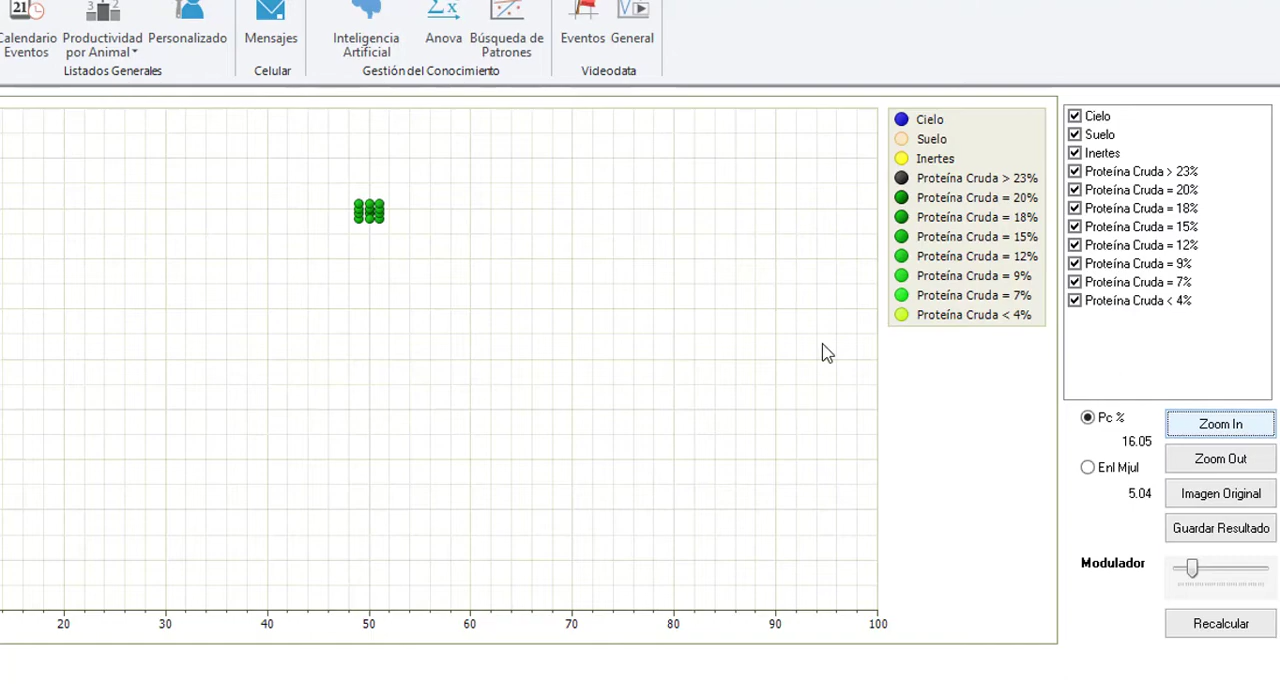 21
3 2
Σx
V
Calendario Eventos
Productividad por Animal
Personalizado
Mensajes
Inteligencia Artificial
Anova
Búsqueda de Patrones
Eventos
General
Listados Generales
Celular
Gestión del Conocimiento
Videodata
Cielo
Suelo
Inertes
Proteína Cruda > 23%
Proteína Cruda = 20%
Proteína Cruda = 18%
Proteína Cruda = 15%
Proteína Cruda = 12%
Proteína Cruda = 9%
Proteína Cruda = 7%
Proteína Cruda < 4%
Cielo
Suelo
Inertes
Proteína Cruda > 23%
Proteína Cruda = 20%
Proteína Cruda = 18%
Proteína Cruda = 15%
Proteína Cruda = 12%
Proteína Cruda = 9%
Proteína Cruda = 7%
Proteína Cruda < 4%
Pc %
16.05
Enl Mjul
5.04
Zoom In
Zoom Out
Imagen Original
Guardar Resultado
Modulador
Recalcular
20 30 40 50 60 70 80 90 100